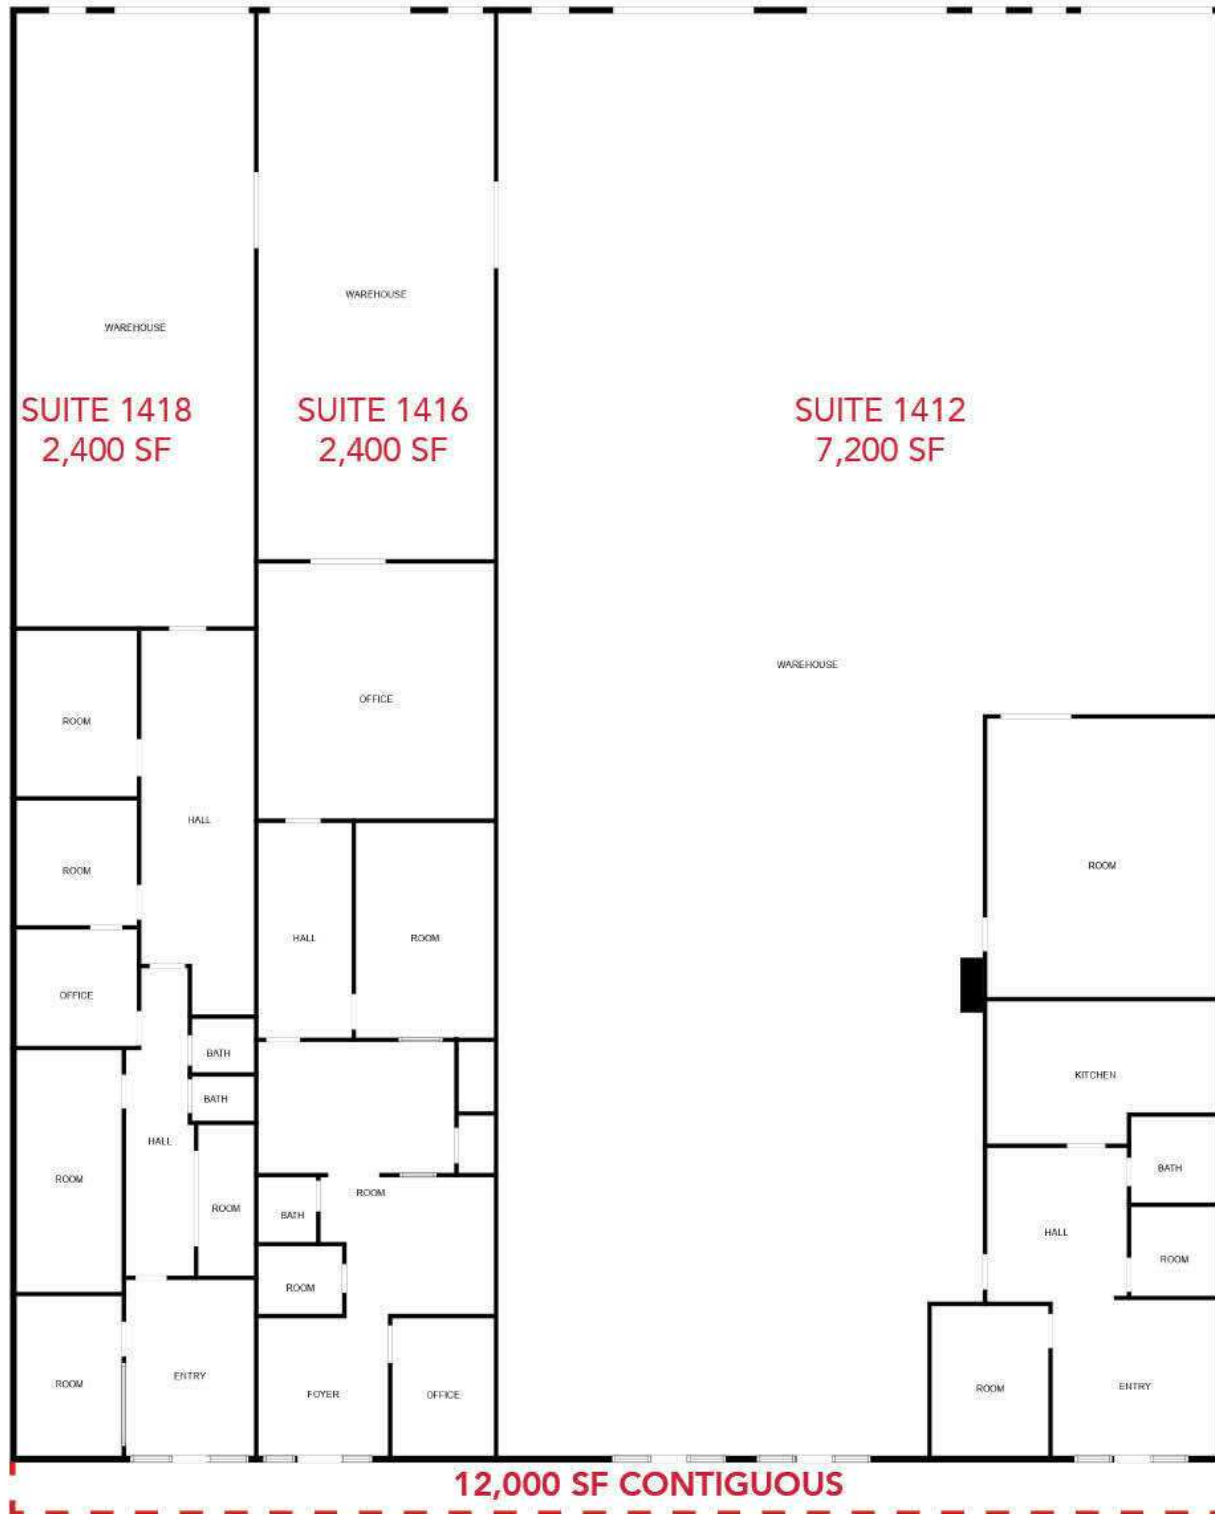 WAREHOUSE
SUITE 1418
2,400 SF
ROOM
HALL
ROOM
OFFICE
BATH
BATH
HALL
ROOM
ROOM
ROOM
ENTRY
WAREHOUSE
SUITE 1416
2,400 SF
OFFICE
HALL
ROOM
ROOM
BATH
ROOM
FOYER
OFFICE
SUITE 1412
7,200 SF
WAREHOUSE
ROOM
KITCHEN
BATH
HALL
ROOM
ROOM
ENTRY
12,000 SF CONTIGUOUS